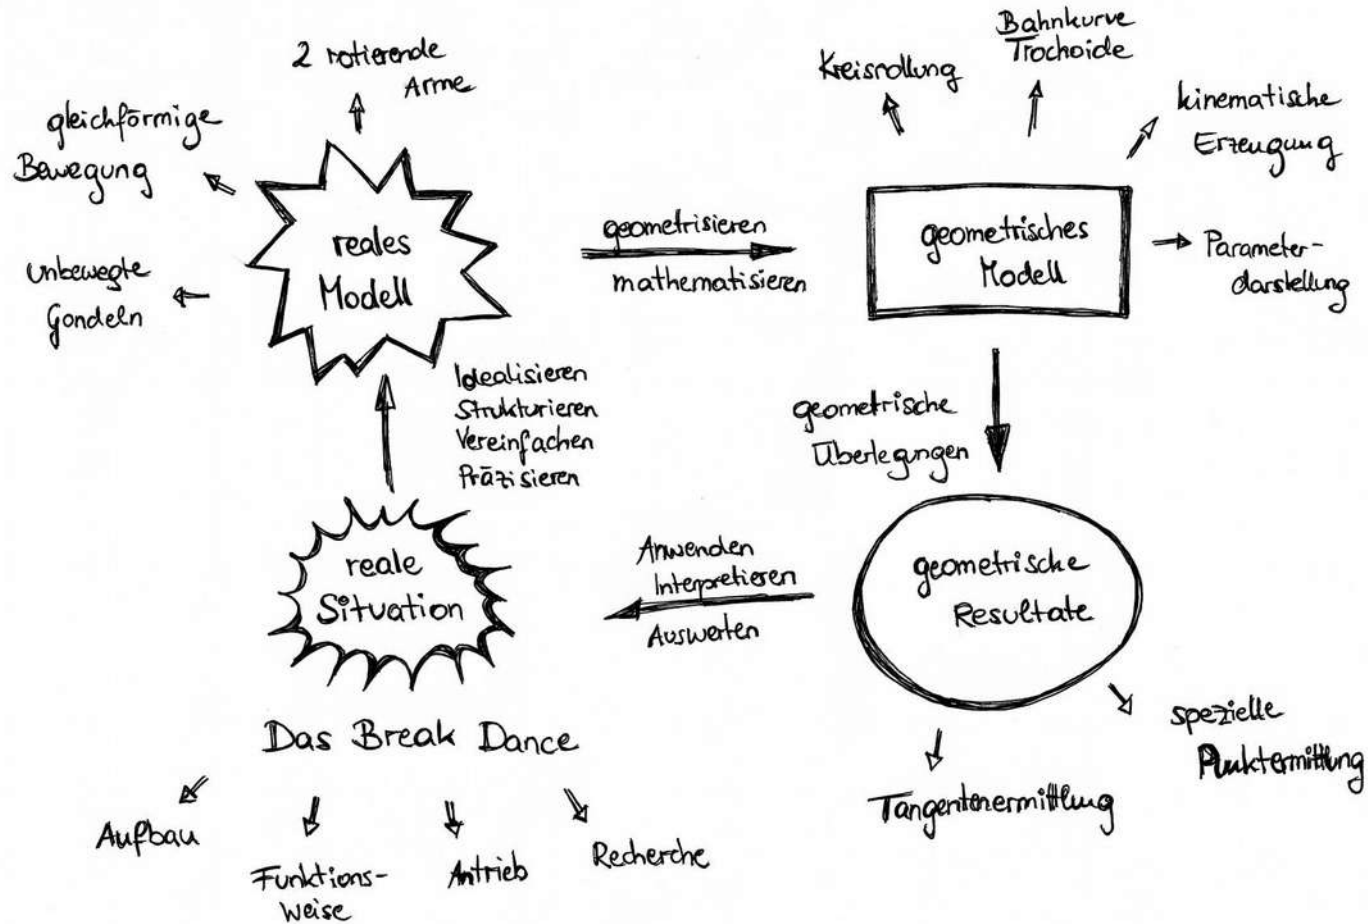 2 rotierende
Arme
gleichförmige
Bewegung
unbewegte
Gondeln
reales
Modell
geometrisieren
mathematisieren
Kreisrollung
Bahnkurve
Trochoide
kinematische
Erzeugung
geometrisches
Modell
Parameter-
darstellung
Idealisieren
Strukturieren
Vereinfachen
Präzisieren
geometrische
Überlegungen
reale
Situation
Anwenden
Interpretieren
Auswerten
geometrische
Resultate
Das Break Dance
Aufbau
Funktions-
weise
Antrieb
Recherche
Tangentenermittlung
spezielle
Punktermittlung